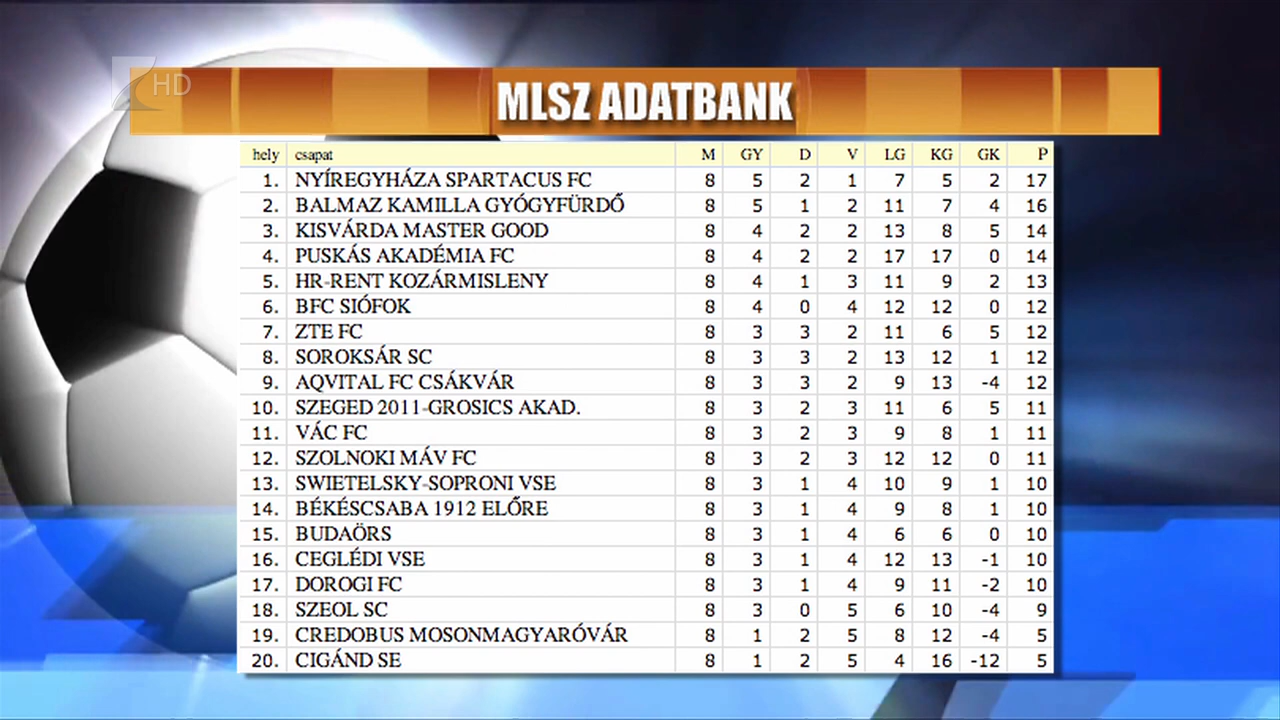 HD
MLSZ ADATBANK
hely csapat M GY D V LG KG GK P
1. NYÍREGYHÁZA SPARTACUS FC 8 5 2 1 7 5 2 17
2. BALMAZ KAMILLA GYÓGYFÜRDŐ 8 5 1 2 11 7 4 16
3. KISVÁRDA MASTER GOOD 8 4 2 2 13 8 5 14
4. PUSKÁS AKADÉMIA FC 8 4 2 2 17 17 0 14
5. HR-RENT KOZÁRMISLENY 8 4 1 3 11 9 2 13
6. BFC SIÓFOK 8 4 0 4 12 12 0 12
7. ZTE FC 8 3 3 2 11 6 5 12
8. SOROKSÁR SC 8 3 3 2 13 12 1 12
9. AQVITAL FC CSÁKVÁR 8 3 3 2 9 13 -4 12
10. SZEGED 2011-GROSICS AKAD. 8 3 2 3 11 6 5 11
11. VÁC FC 8 3 2 3 9 8 1 11
12. SZOLNOKI MÁV FC 8 3 2 3 12 12 0 11
13. SWIETELSKY-SOPRONI VSE 8 3 1 4 10 9 1 10
14. BÉKÉSCSABA 1912 ELŐRE 8 3 1 4 9 8 1 10
15. BUDAÖRS 8 3 1 4 6 6 0 10
16. CEGLÉDI VSE 8 3 1 4 12 13 -1 10
17. DOROGI FC 8 3 1 4 9 11 -2 10
18. SZEOL SC 8 3 0 5 6 10 -4 9
19. CREDOBUS MOSONMAGYARÓVÁR 8 1 2 5 8 12 -4 5
20. CIGÁND SE 8 1 2 5 4 16 -12 5